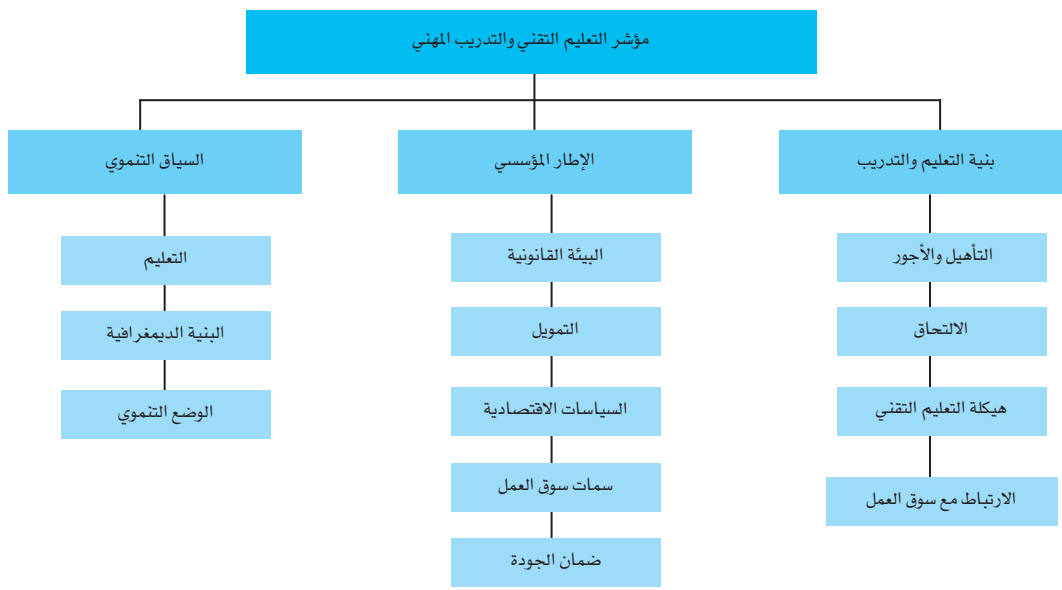 مؤشر التعليم التقني والتدريب المهني
بنية التعليم والتدريب
التأهيل والأجور
الالتحاق
هيكلة التعليم التقني
الارتباط مع سوق العمل
الإطار المؤسسي
البيئة القانونية
التمويل
السياسات الاقتصادية
سمات سوق العمل
ضمان الجودة
السياق التنموي
التعليم
البنية الديمغرافية
الوضع التنموي